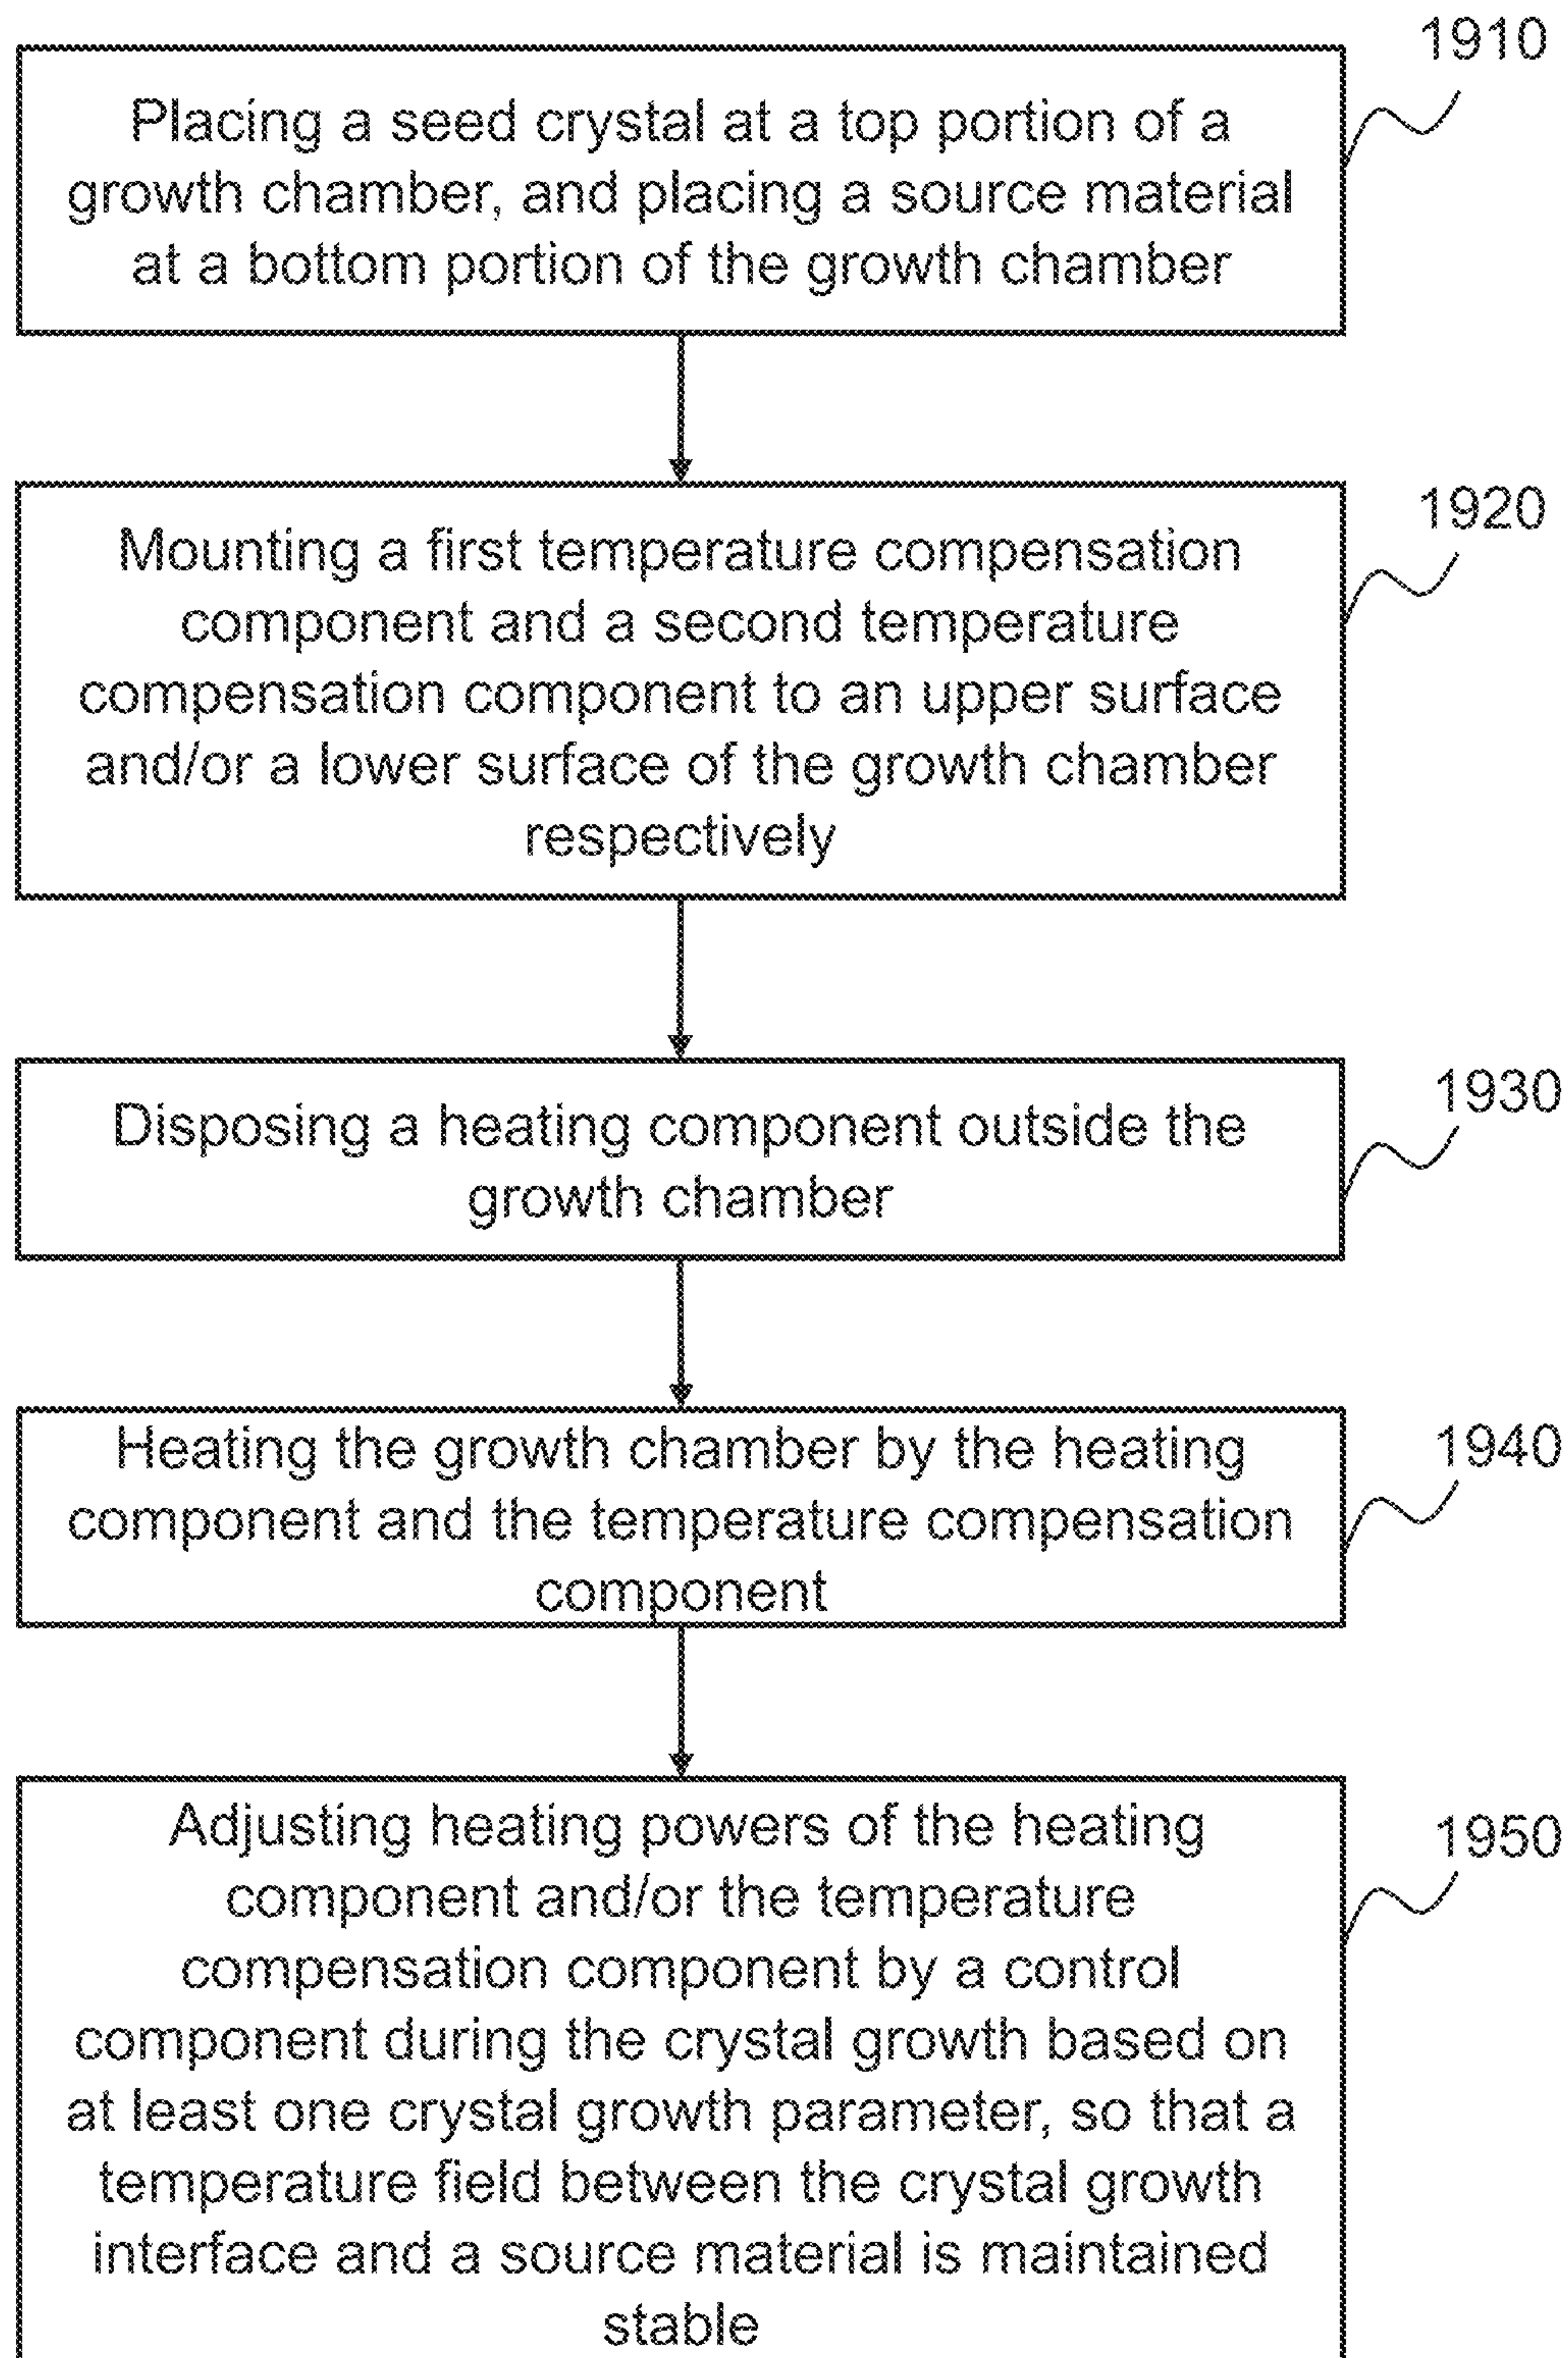 1910
Placing a seed crystal at a top portion of a
growth chamber, and placing a source material
at a bottom portion of the growth chamber
1920
Mounting a first temperature compensation
component and a second temperature
compensation component to an upper surface
and/or a lower surface of the growth chamber
respectively
1930
Disposing a heating component outside the
growth chamber
1940
Heating the growth chamber by the heating
component and the temperature compensation
component
1950
Adjusting heating powers of the heating
component and/or the temperature
compensation component by a control
component during the crystal growth based on
at least one crystal growth parameter, so that a
temperature field between the crystal growth
interface and a source material is maintained
stable